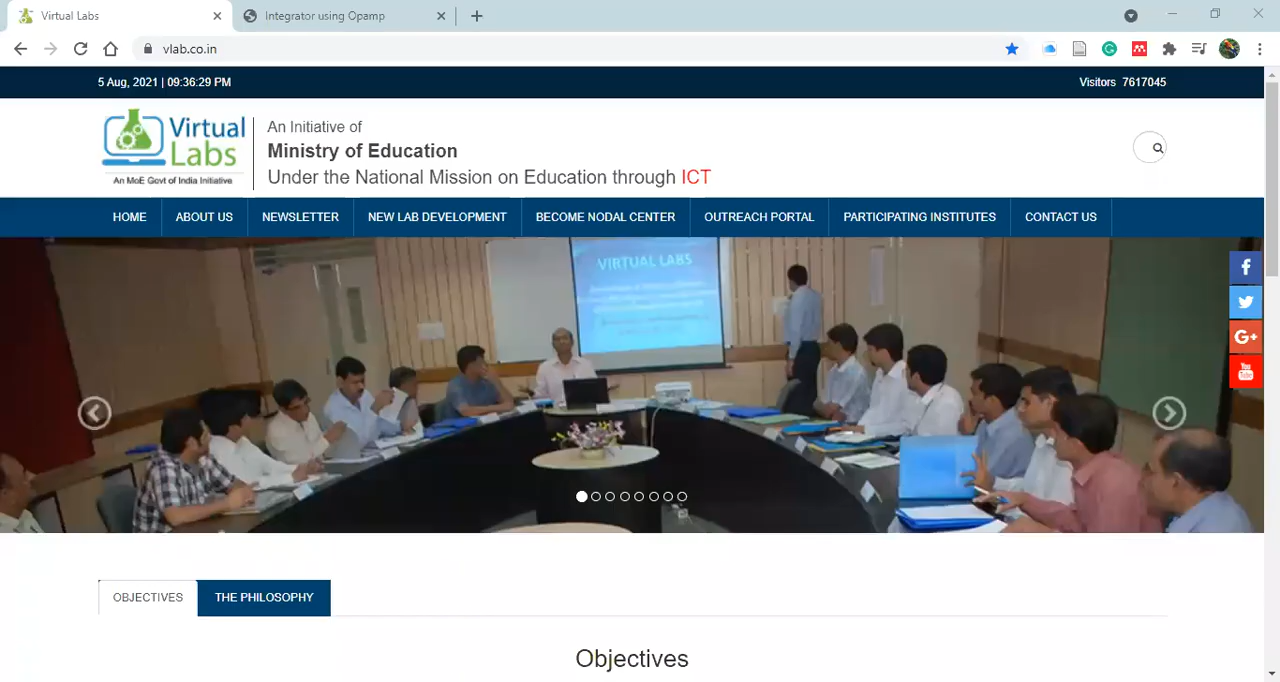 Virtual Labs
Integrator using Opamp
vlab.co.in
5 Aug, 2021 | 09:36:29 PM
Visitors 7617045
Virtual
Labs
An MoE Govt of India Initiative
An Initiative of
Ministry of Education
Under the National Mission on Education through ICT
HOME
ABOUT US
NEWSLETTER
NEW LAB DEVELOPMENT
BECOME NODAL CENTER
OUTREACH PORTAL
PARTICIPATING INSTITUTES
CONTACT US
VIRTUAL LABS
OBJECTIVES
THE PHILOSOPHY
Objectives